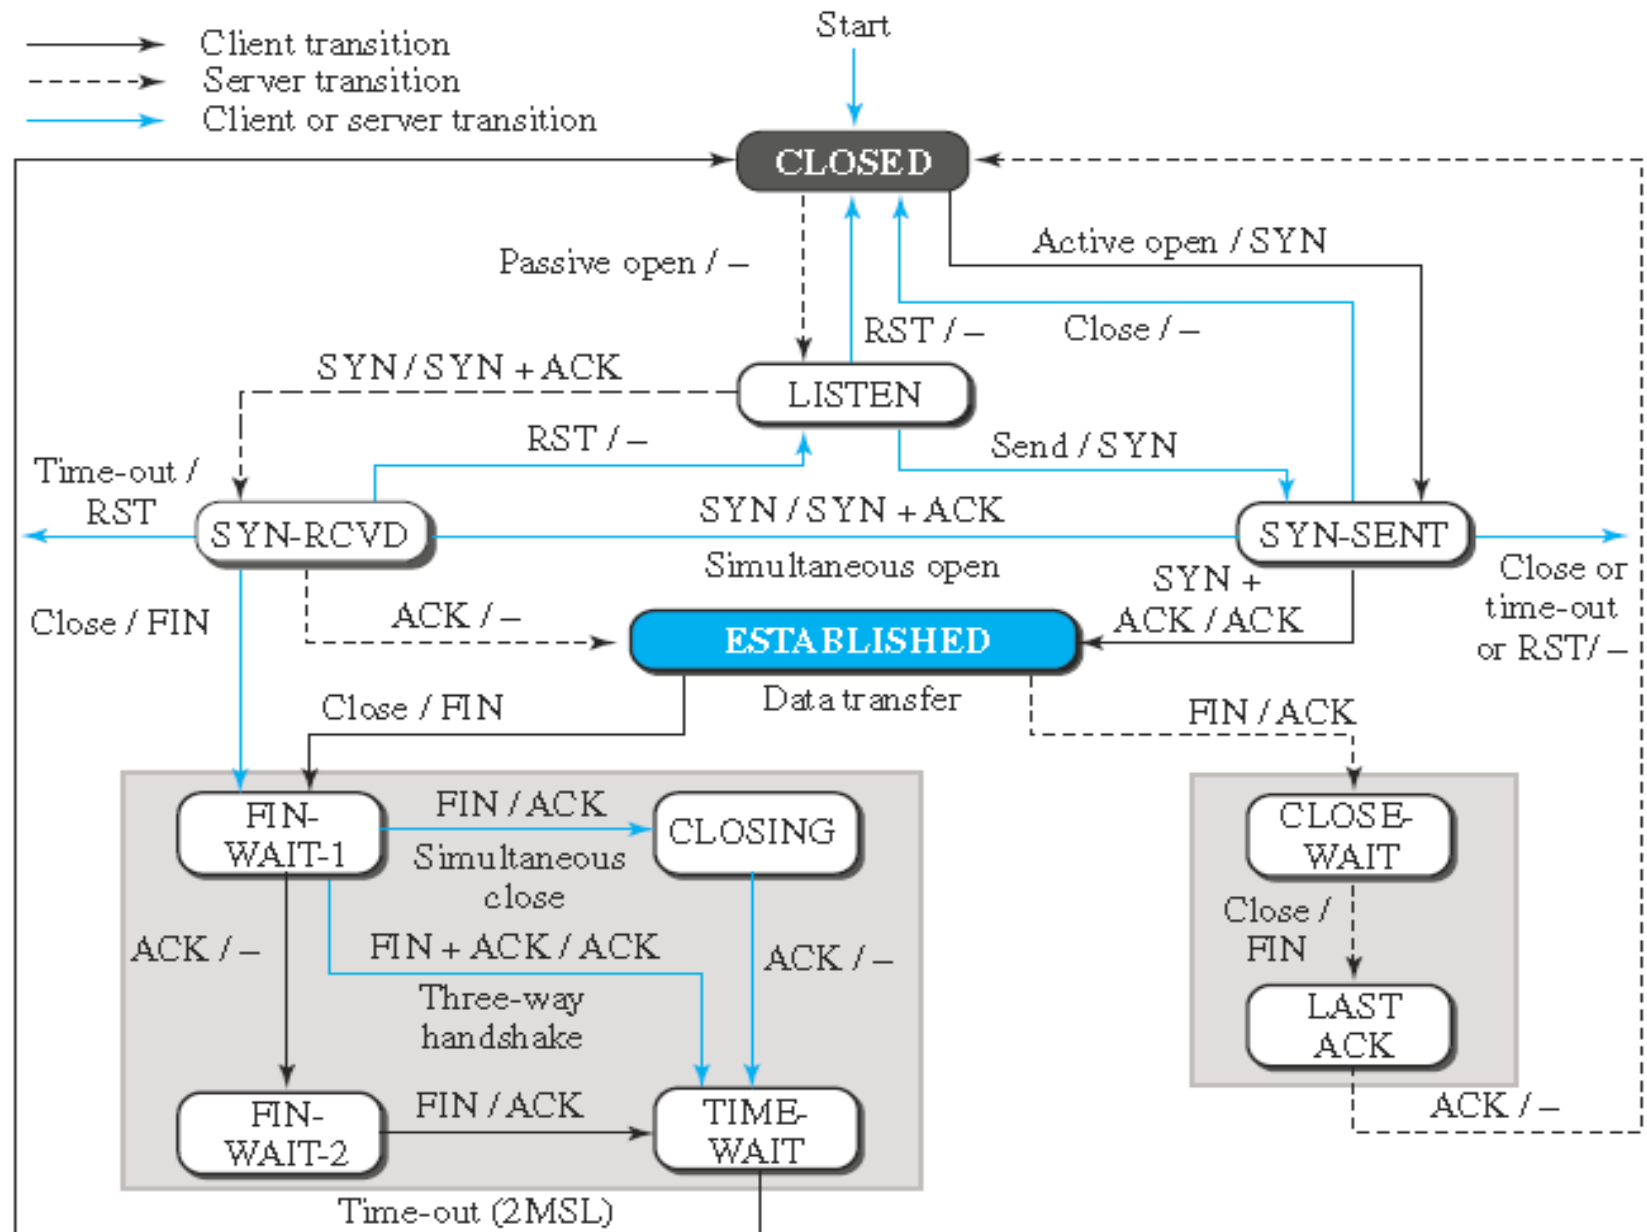 Start
Client transition
Server transition
Client or server transition
CLOSED
Active open / SYN
Passive open / –
RST / –
Close / –
SYN / SYN + ACK
LISTEN
RST / –
Send / SYN
Time-out /
RST
SYN-RCVD
SYN / SYN + ACK
Simultaneous open
SYN-SENT
Close or
time-out
or RST/ –
SYN +
ACK / ACK
Close / FIN
ACK / –
ESTABLISHED
Data transfer
Close / FIN
FIN / ACK
FIN-
WAIT-1
FIN / ACK
Simultaneous
close
CLOSING
CLOSE-
WAIT
Close /
FIN
ACK / –
FIN + ACK / ACK
Three-way
handshake
ACK / –
LAST
ACK
FIN-
WAIT-2
FIN / ACK
TIME-
WAIT
ACK / –
Time-out (2MSL)